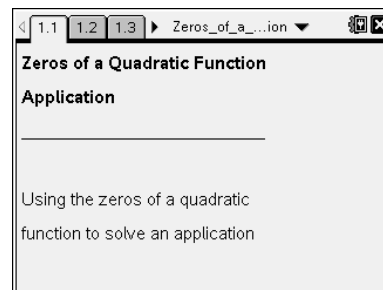 1.1 1.2 1.3 Zeros_of_a_...ion
Zeros of a Quadratic Function
Application
Using the zeros of a quadratic
function to solve an application